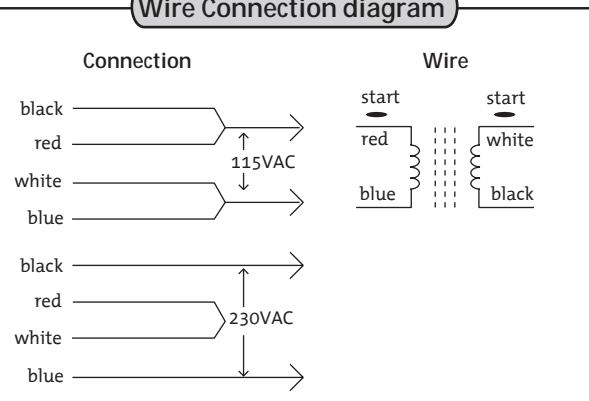 Wire Connection diagram
Connection
black
red
115VAC
white
blue
black
red
230VAC
white
blue
Wire
start start
red white
blue black